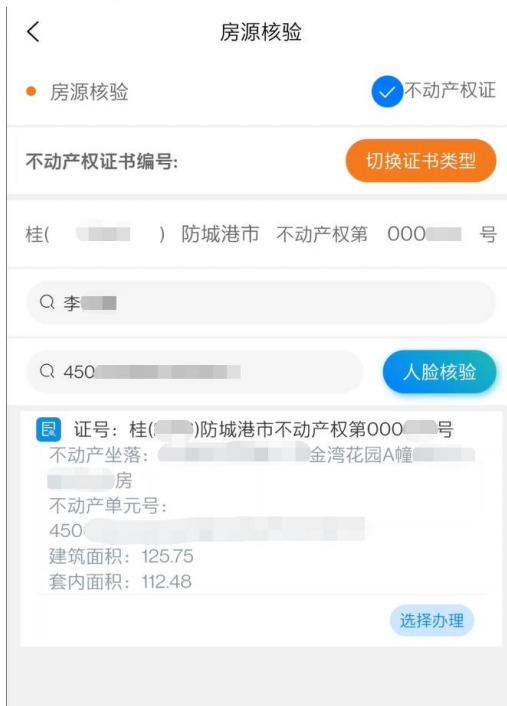 房源核验
房源核验 不动产权证
不动产权证书编号: 切换证书类型
桂( ) 防城港市 不动产权第 000 号
李
450 人脸核验
证号：桂( )防城港市不动产权第000 号
不动产坐落： 金湾花园A幢
房
不动产单元号：
450
建筑面积：125.75
套内面积：112.48
选择办理